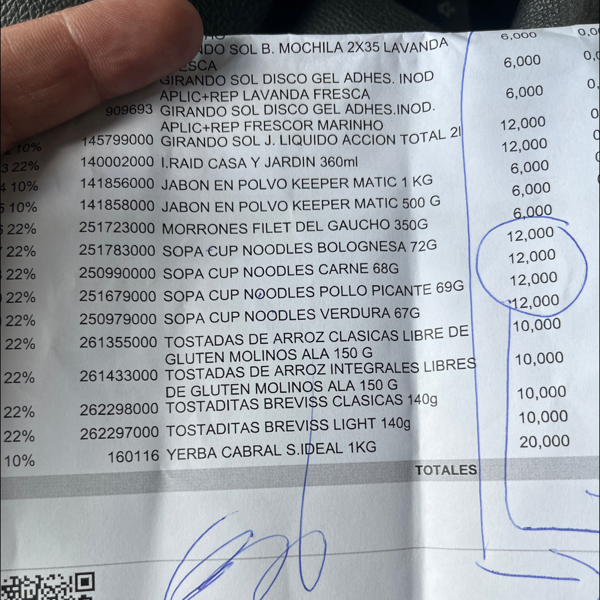 NDO SOL B. MOCHILA 2X35 LAVANDA 6,000
ESCA 6,000
GIRANDO SOL DISCO GEL ADHES. INOD
APLIC+REP LAVANDA FRESCA 6,000
909693 GIRANDO SOL DISCO GEL ADHES.INOD.
APLIC+REP FRESCOR MARINHO 12,000
10% 145799000 GIRANDO SOL J. LIQUIDO ACCION TOTAL 2l 12,000
3 22% 140002000 I.RAID CASA Y JARDIN 360ml 6,000
4 10% 141856000 JABON EN POLVO KEEPER MATIC 1 KG 6,000
5 10% 141858000 JABON EN POLVO KEEPER MATIC 500 G 6,000
22% 251723000 MORRONES FILET DEL GAUCHO 350G 12,000
22% 251783000 SOPA CUP NOODLES BOLOGNESA 72G 12,000
22% 250990000 SOPA CUP NOODLES CARNE 68G 12,000
22% 251679000 SOPA CUP NOODLES POLLO PICANTE 69G 12,000
22% 250979000 SOPA CUP NOODLES VERDURA 67G 10,000
22% 261355000 TOSTADAS DE ARROZ CLASICAS LIBRE DE
GLUTEN MOLINOS ALA 150 G 10,000
22% 261433000 TOSTADAS DE ARROZ INTEGRALES LIBRES
DE GLUTEN MOLINOS ALA 150 G 10,000
22% 262298000 TOSTADITAS BREVISS CLASICAS 140g 10,000
22% 262297000 TOSTADITAS BREVISS LIGHT 140g 20,000
10% 160116 YERBA CABRAL S.IDEAL 1KG
TOTALES